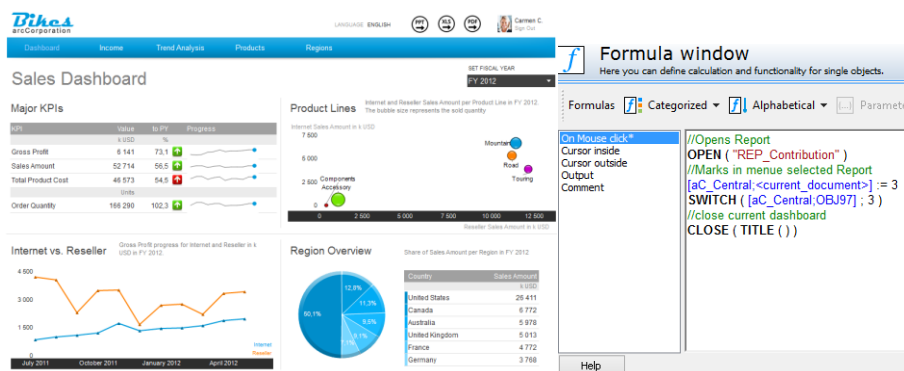 Bikes
arcCorporation
LANGUAGE ENGLISH
PPT
XLS
PDF
Carmen C.
Sign Out
Dashboard Income Trend Analysis Products Regions
Sales Dashboard
SET FISCAL YEAR
FY 2012
Major KPIs
KPI Value to PY Progress
k USD %
Gross Profit 6 141 73,1
Sales Amount 52 714 56,5
Total Product Cost 46 573 54,5
Units
Order Quantity 166 290 102,3
Product Lines
Internet and Reseller Sales Amount per Product Line in FY 2012.
The bubble size represents the sold quantity
Internet Sales Amount in k USD
7 500
Mountain
5 000
Road
Touring
2 500
Components
Accessory
0
0 2 500 5 000 7 500 10 000 12 500
Reseller Sales Amount in k USD
Internet vs. Reseller
Gross Profit progress for Internet and Reseller in k
USD in FY 2012.
4 500
3 000
1 500
0
Internet
Reseller
July 2011 October 2011 January 2012 April 2012
Region Overview
Share of Sales Amount per Region in FY 2012
50,1%
12,8%
11,3%
9,5%
9,1%
7,1%
Country Sales Amount
k USD
United States 26 411
Canada 6 772
Australia 5 978
United Kingdom 5 013
France 4 772
Germany 3 768
Formula window
Here you can define calculation and functionality for single objects.
Formulas Categorized Alphabetical Paramete
On Mouse click*
Cursor inside
Cursor outside
Output
Comment
//Opens Report
OPEN ( "REP_Contribution" )
//Marks in menue selected Report
[aC_Central;<current_document>] := 3
SWITCH ( [aC_Central;OBJ97] ; 3 )
//close current dashboard
CLOSE ( TITLE ( ) )
Help